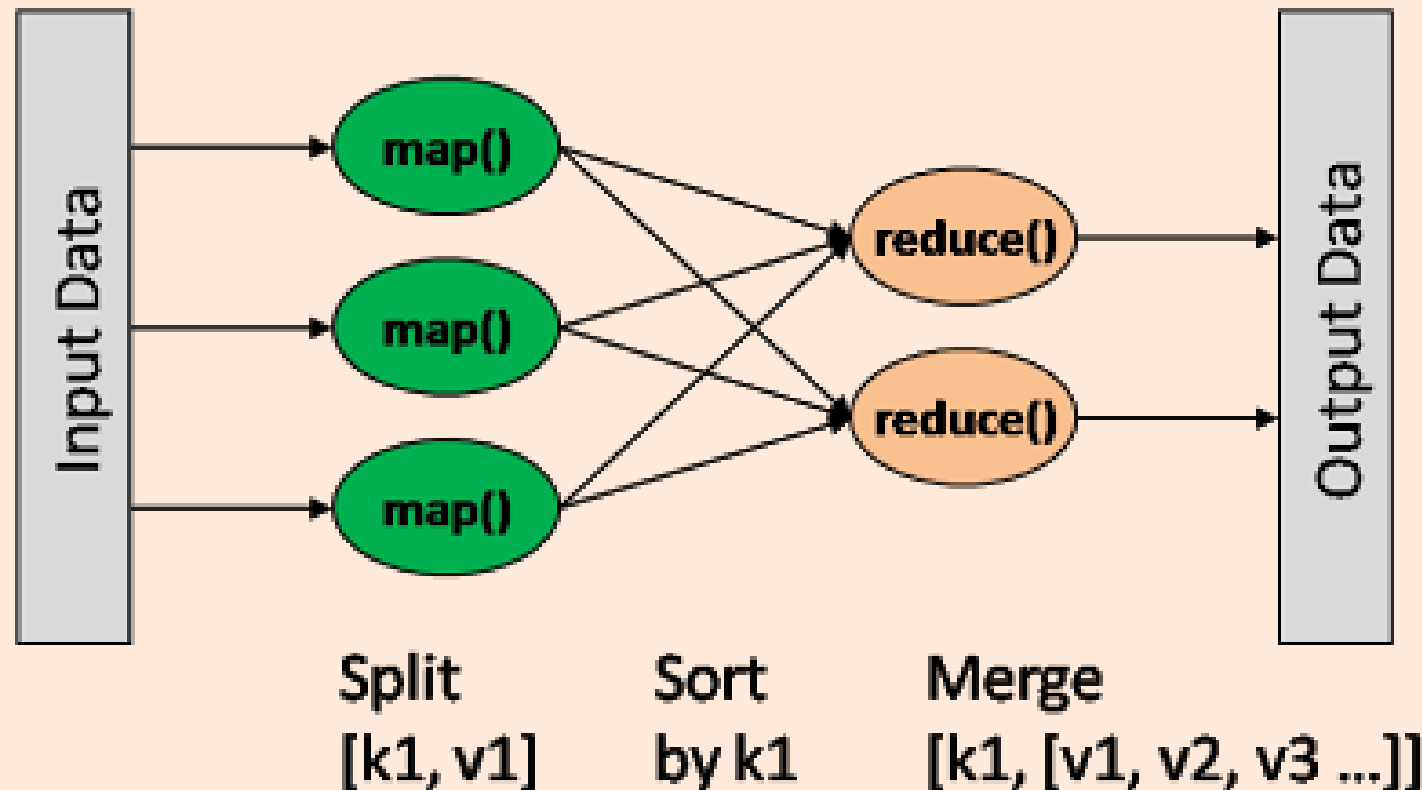 Input Data
map()
map()
map()
reduce()
reduce()
Output Data
Split
[k1, v1]
Sort
by k1
Merge
[k1, [v1, v2, v3 ...]]